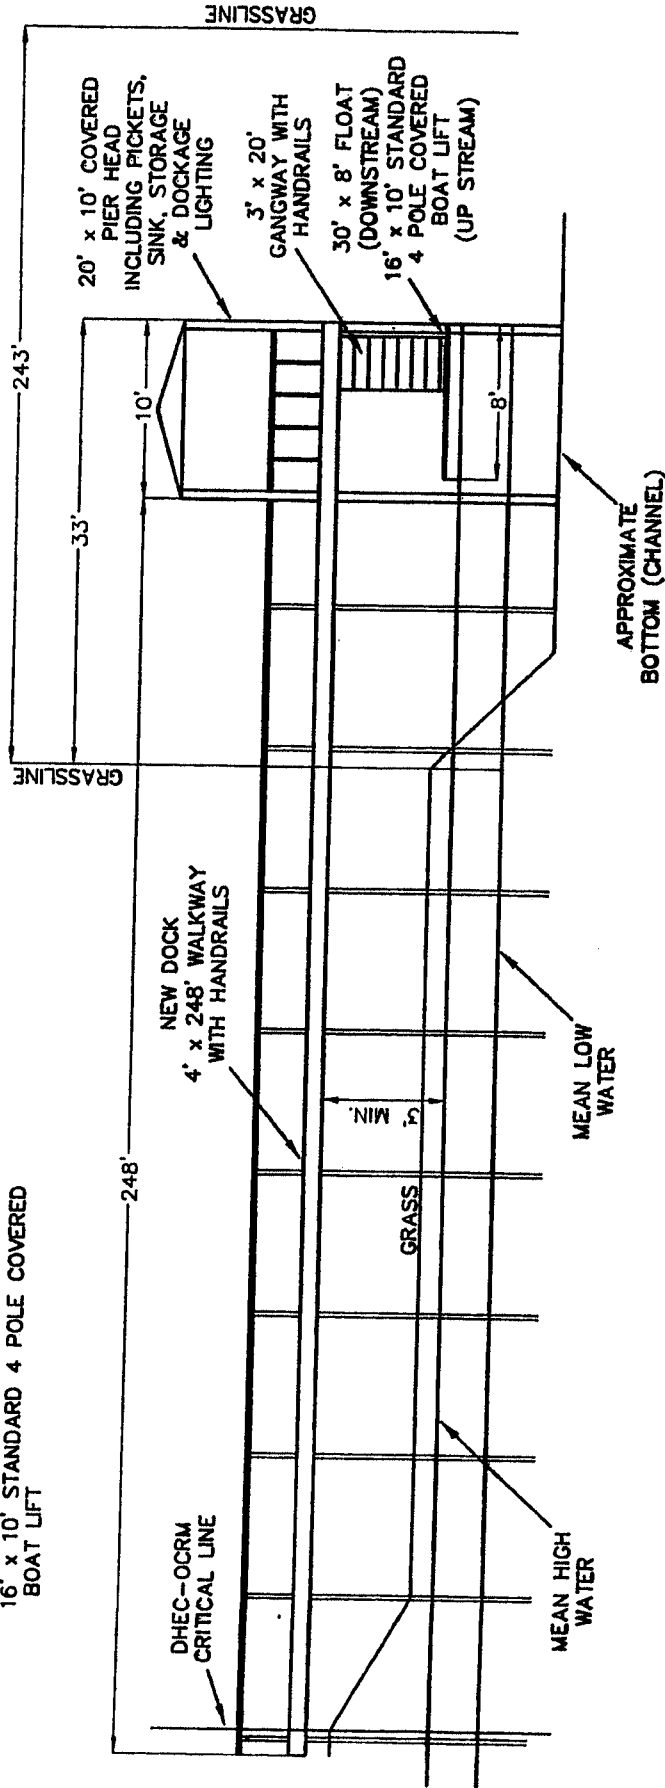 16' x 10' STANDARD 4 POLE COVERED
BOAT LIFT
248'
DHEC-OCRM
CRITICAL LINE
NEW DOCK
4' x 248' WALKWAY
WITH HANDRAILS
GRASSLINE
243'
33'
10'
GRASSLINE
20' x 10' COVERED
PIER HEAD
INCLUDING PICKETS,
SINK, STORAGE
& DOCKAGE
LIGHTING
3' x 20'
GANGWAY WITH
HANDRAILS
30' x 8' FLOAT
(DOWNSTREAM)
16' x 10' STANDARD
4 POLE COVERED
BOAT LIFT
(UP STREAM)
8'
3' MIN.
GRASS
MEAN HIGH
WATER
MEAN LOW
WATER
APPROXIMATE
BOTTOM (CHANNEL)